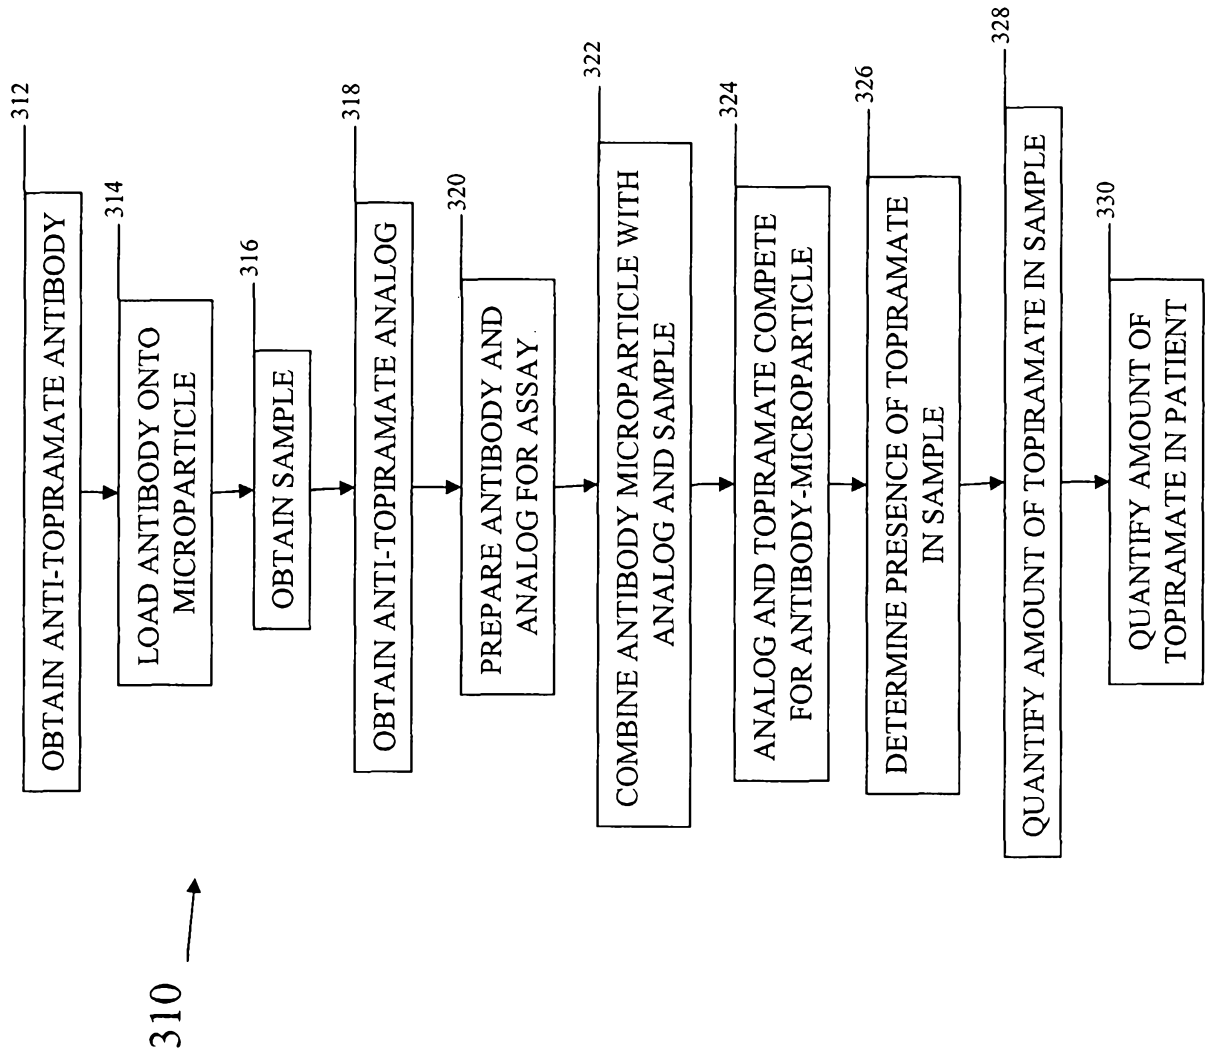 310
OBTAIN ANTI-TOPIRAMATE ANTIBODY
312
LOAD ANTIBODY ONTO
MICROPARTICLE
314
OBTAIN SAMPLE
316
OBTAIN ANTI-TOPIRAMATE ANALOG
318
PREPARE ANTIBODY AND
ANALOG FOR ASSAY
320
COMBINE ANTIBODY MICROPARTICLE WITH
ANALOG AND SAMPLE
322
ANALOG AND TOPIRAMATE COMPETE
FOR ANTIBODY-MICROPARTICLE
324
DETERMINE PRESENCE OF TOPIRAMATE
IN SAMPLE
326
QUANTIFY AMOUNT OF TOPIRAMATE IN SAMPLE
328
QUANTIFY AMOUNT OF
TOPIRAMATE IN PATIENT
330